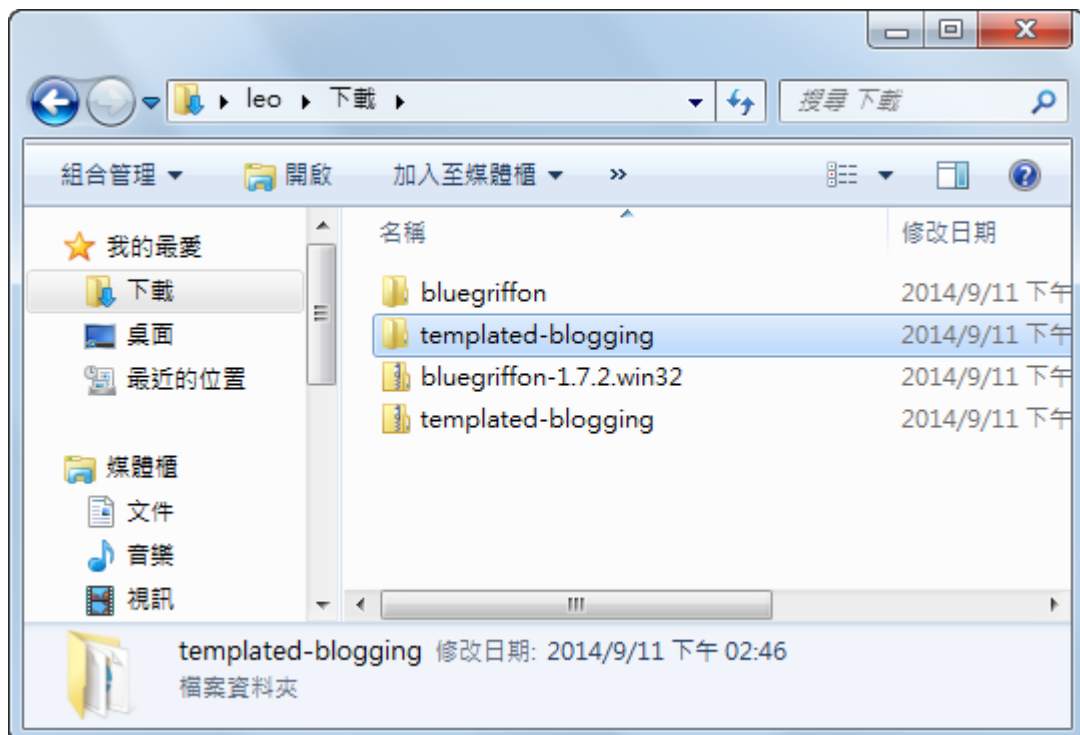 leo 下載
搜尋 下載
組合管理 開啟 加入至媒體櫃 »
名稱 修改日期
我的最愛
下載
桌面
最近的位置
媒體櫃
文件
音樂
視訊
bluegriffon 2014/9/11 下午
templated-blogging 2014/9/11 下午
bluegriffon-1.7.2.win32 2014/9/11 下午
templated-blogging 2014/9/11 下午
templated-blogging 修改日期: 2014/9/11 下午 02:46
檔案資料夾